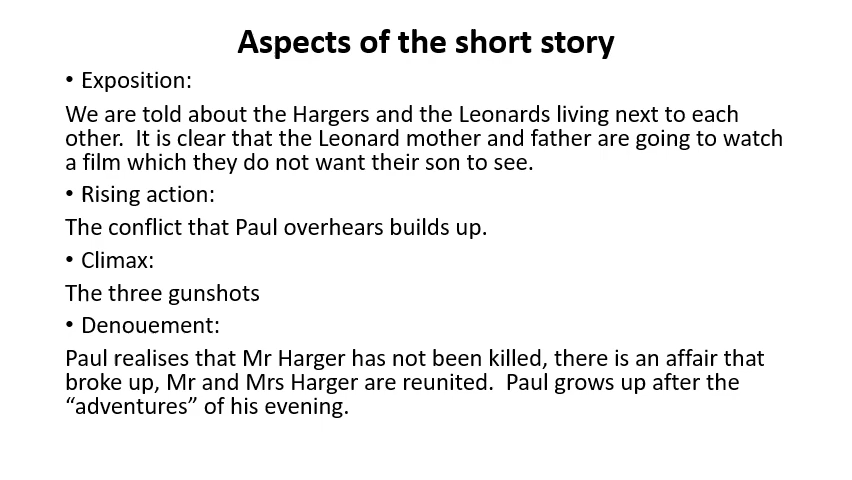 Aspects of the short story
• Exposition:
We are told about the Hargers and the Leonards living next to each
other.  It is clear that the Leonard mother and father are going to watch
a film which they do not want their son to see.
• Rising action:
The conflict that Paul overhears builds up.
• Climax:
The three gunshots
• Denouement:
Paul realises that Mr Harger has not been killed, there is an affair that
broke up, Mr and Mrs Harger are reunited.  Paul grows up after the
“adventures” of his evening.